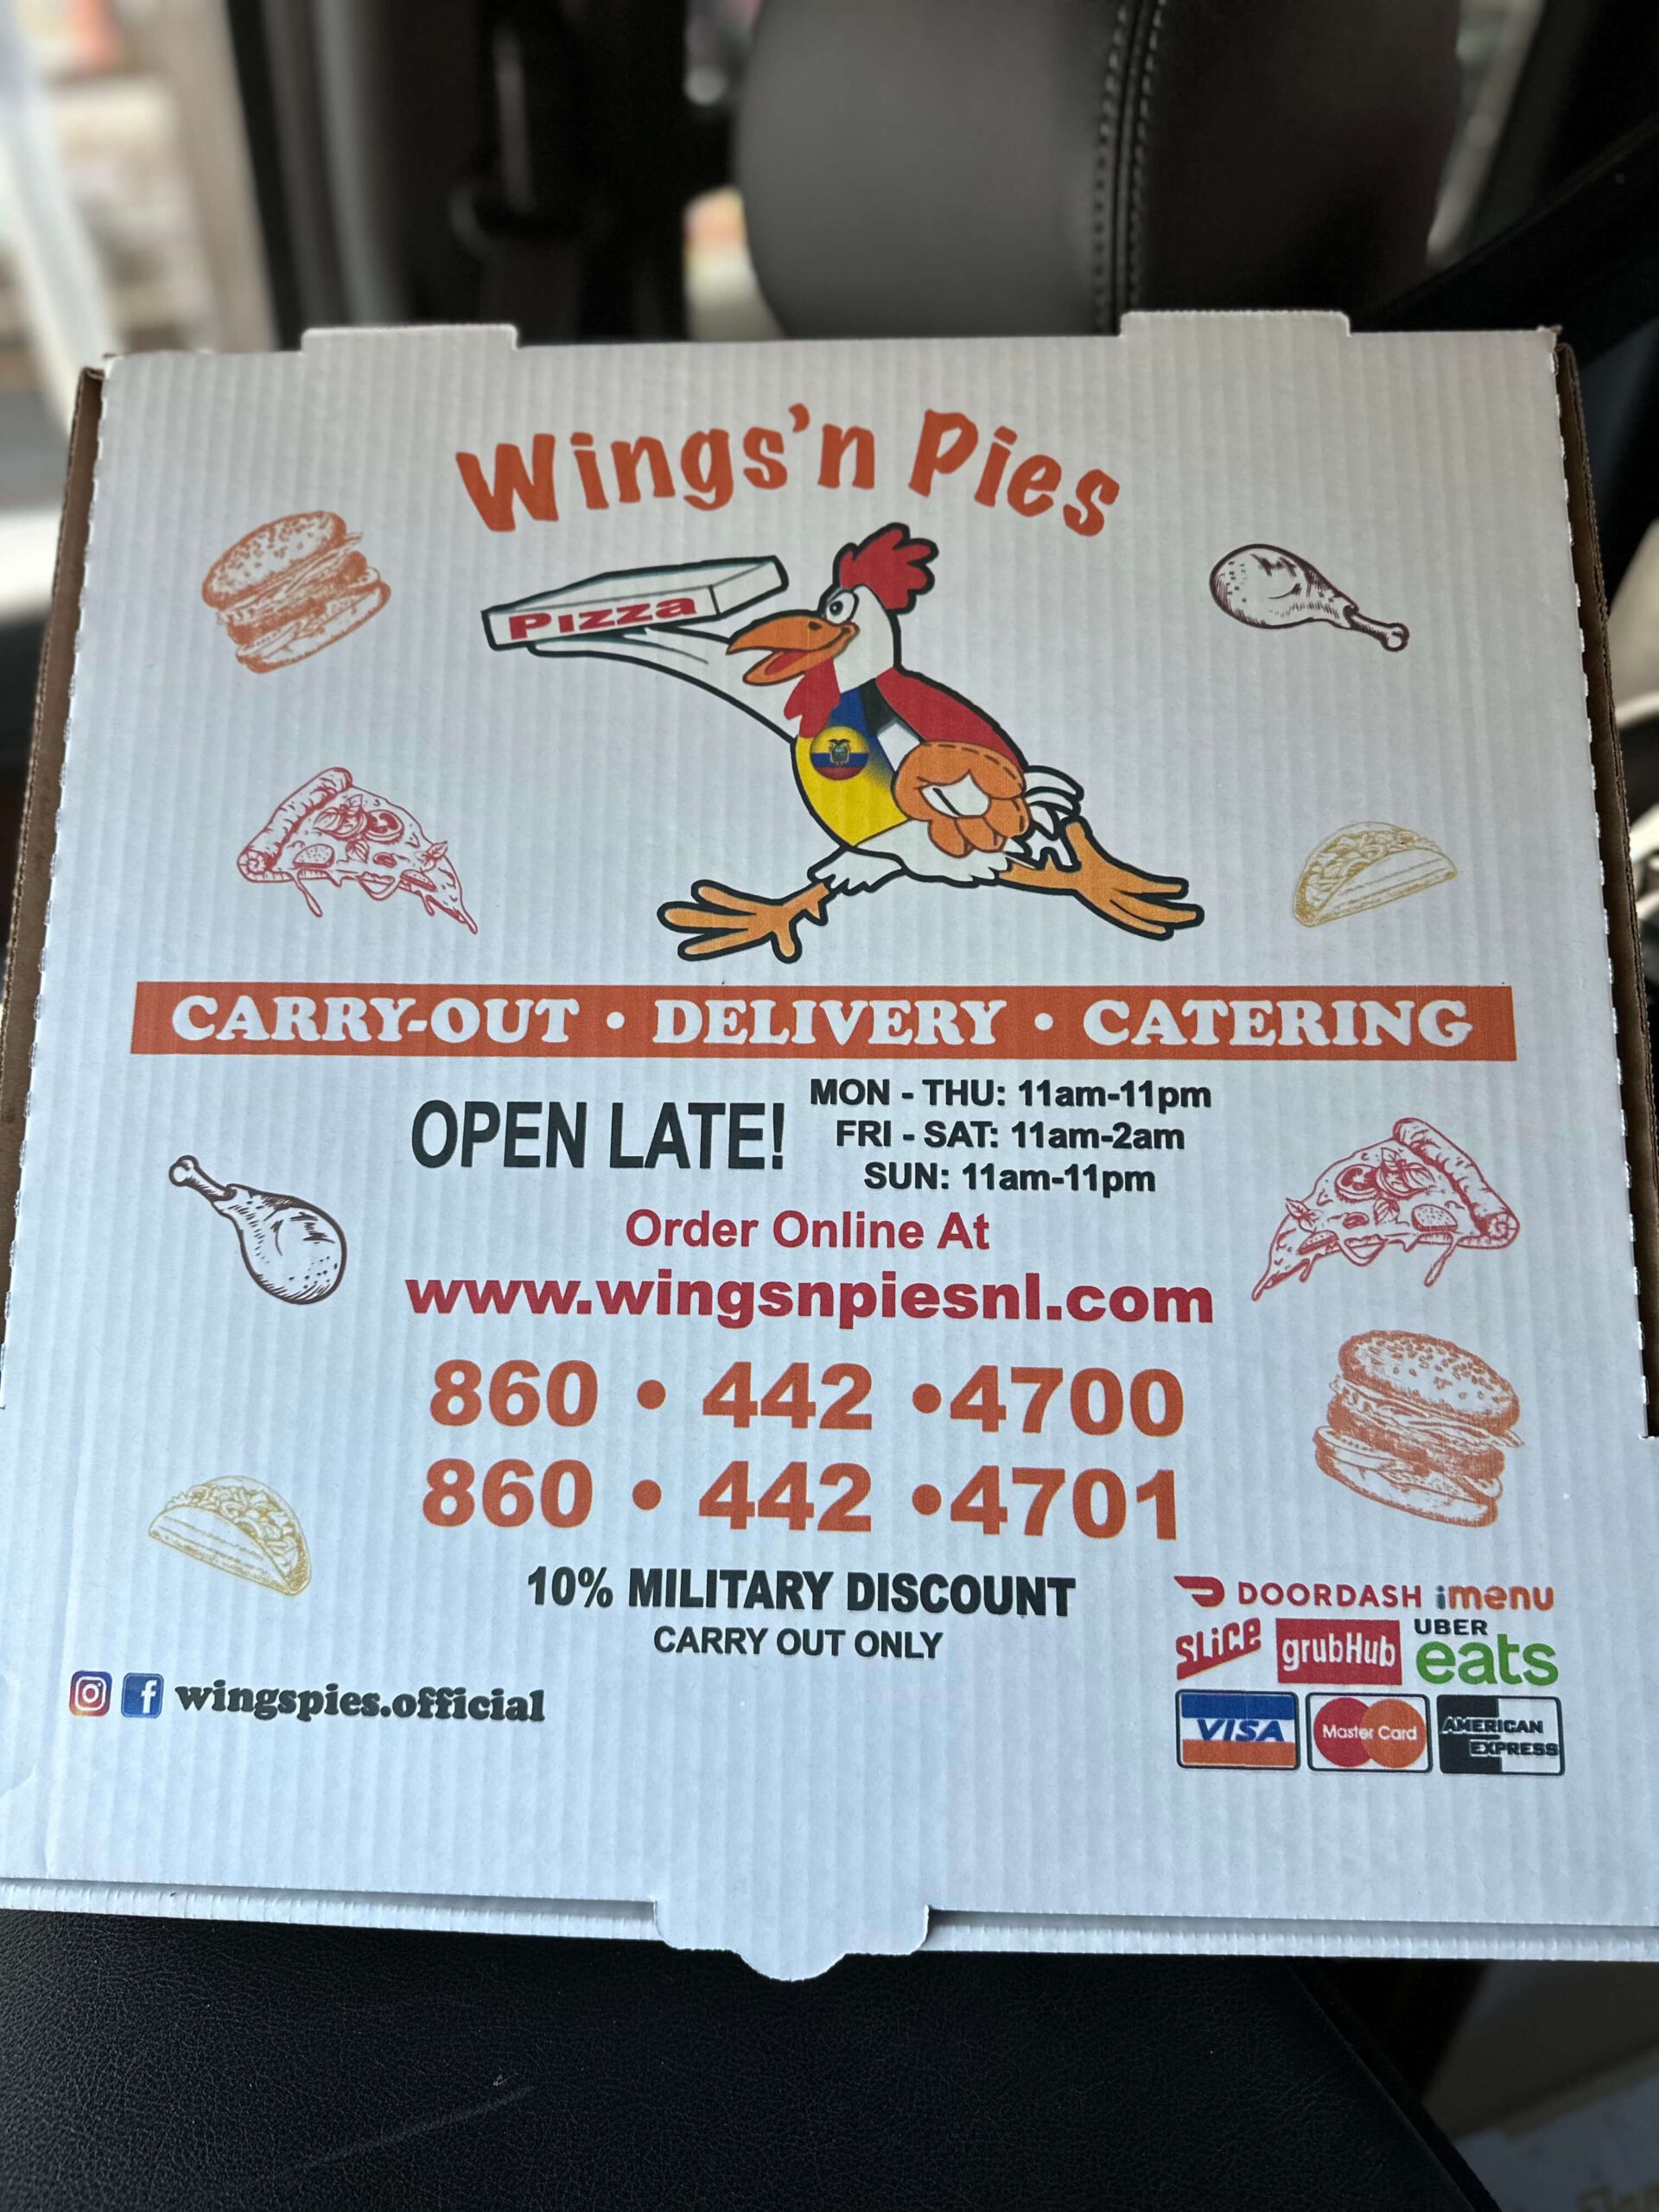 Wings'n Pies
Pizza
CARRY-OUT • DELIVERY • CATERING
OPEN LATE!
MON - THU: 11am-11pm
FRI - SAT: 11am-2am
SUN: 11am-11pm
Order Online At
www.wingsnpiesnl.com
860 • 442 •4700
860 • 442 •4701
10% MILITARY DISCOUNT
CARRY OUT ONLY
wingspies.official
DOORDASH imenu
SLiCe grubHub UBER eats
VISA Master Card AMERICAN EXPRESS